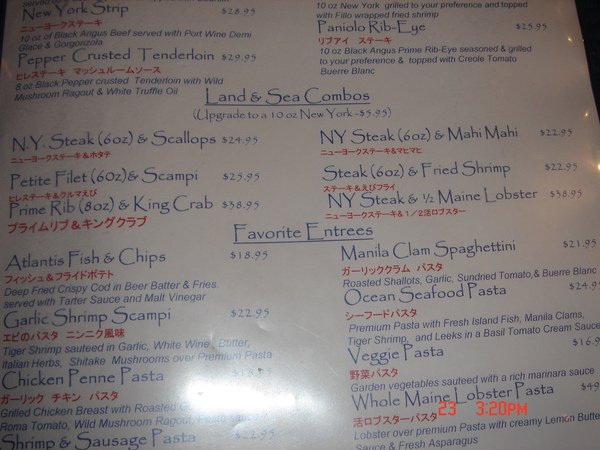 served with
New York Strip $28.95
ニューヨークステーキ
10 oz of Black Angus Beef served with Port Wine Demi
Glace & Gorgonzola
Pepper Crusted Tenderloin $29.95
ヒレステーキ マッシュルームソース
8 oz Black Pepper crusted Tenderloin with Wild
Mushroom Ragout & White Truffle Oil
10 oz New York grilled to your preference and topped
with Fillo wrapped fried shrimp
Paniolo Rib-Eye $25.95
リブアイ ステーキ
10 oz Black Angus Prime Rib-Eye seasoned & grilled
to your preference & topped with Creole Tomato
Buerre Blanc
Land & Sea Combos
(Upgrade to a 10 oz New York -$5.95)
N.Y. Steak (6oz) & Scallops $24.95
ニューヨークステーキ&ホタテ
Petite Filet (6oz) & Scampi $25.95
ヒレステーキ&クルマえび
Prime Rib (8oz) & King Crab $38.95
プライムリブ&キングクラブ
NY Steak (6oz) & Mahi Mahi $22.95
ニューヨークステーキ&マヒマヒ
Steak (6oz) & Fried Shrimp $22.95
ステーキ&えびフライ
NY Steak & ½ Maine Lobster $38.95
ニューヨークステーキ&1/2活ロブスター
Favorite Entrees
Atlantis Fish & Chips $18.95
フィッシュ&フライドポテト
Deep Fried Crispy Cod in Beer Batter & Fries.
served with Tarter Sauce and Malt Vinegar
Garlic Shrimp Scampi $22.95
エビのパスタ ニンニク風味
Tiger Shrimp sauteed in Garlic, White Wine, Butter,
Italian Herbs, Shitake Mushrooms over Premium Pasta
Chicken Penne Pasta $18.95
ガーリック チキン パスタ
Grilled Chicken Breast with Roasted
Roma Tomato, Wild Mushroom Ragout,
Shrimp & Sausage Pasta $22.95
Manila Clam Spaghettini $21.95
ガーリッククラム パスタ
Roasted Shallots, Garlic, Sundried Tomato,& Buerre Blanc
Ocean Seafood Pasta $24.9
シーフードパスタ
Premium Pasta with Fresh Island Fish, Manila Clams,
Tiger Shrimp, and Leeks in a Basil Tomato Cream Sauce
Veggie Pasta $16.9
野菜パスタ
Garden vegetables sauteed with a rich marinara sauce
Whole Maine Lobster Pasta $49
活ロブスターパスタ
Lobster over premium Pasta with creamy Lemon Butter
Sauce & Fresh Asparagus
23 3:20PM